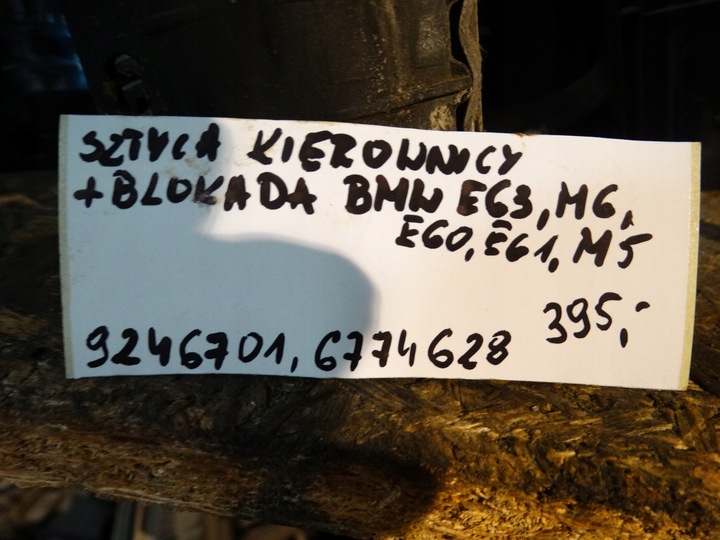 SZTYCA KIEROWNICY
+BLOKADA BMW E63, M6,
E60, E61, M5
395,-
9246701, 6774628